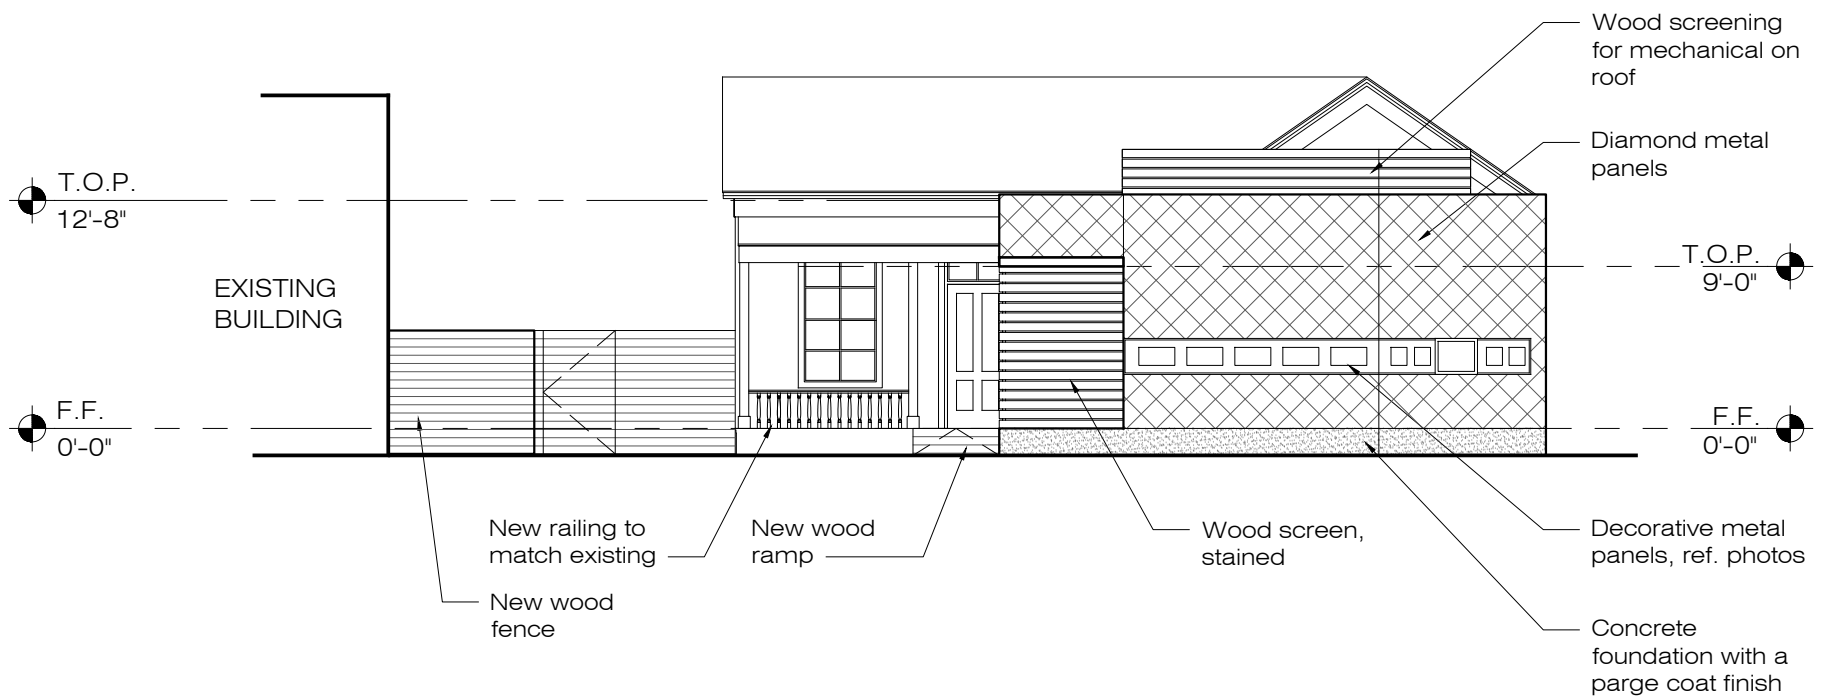 Wood screening
for mechanical on
roof
Diamond metal
panels
T.O.P.
12'-8"
T.O.P.
9'-0"
EXISTING
BUILDING
F.F.
0'-0"
F.F.
0'-0"
New railing to
match existing
New wood
ramp
Wood screen,
stained
Decorative metal
panels, ref. photos
New wood
fence
Concrete
foundation with a
parge coat finish